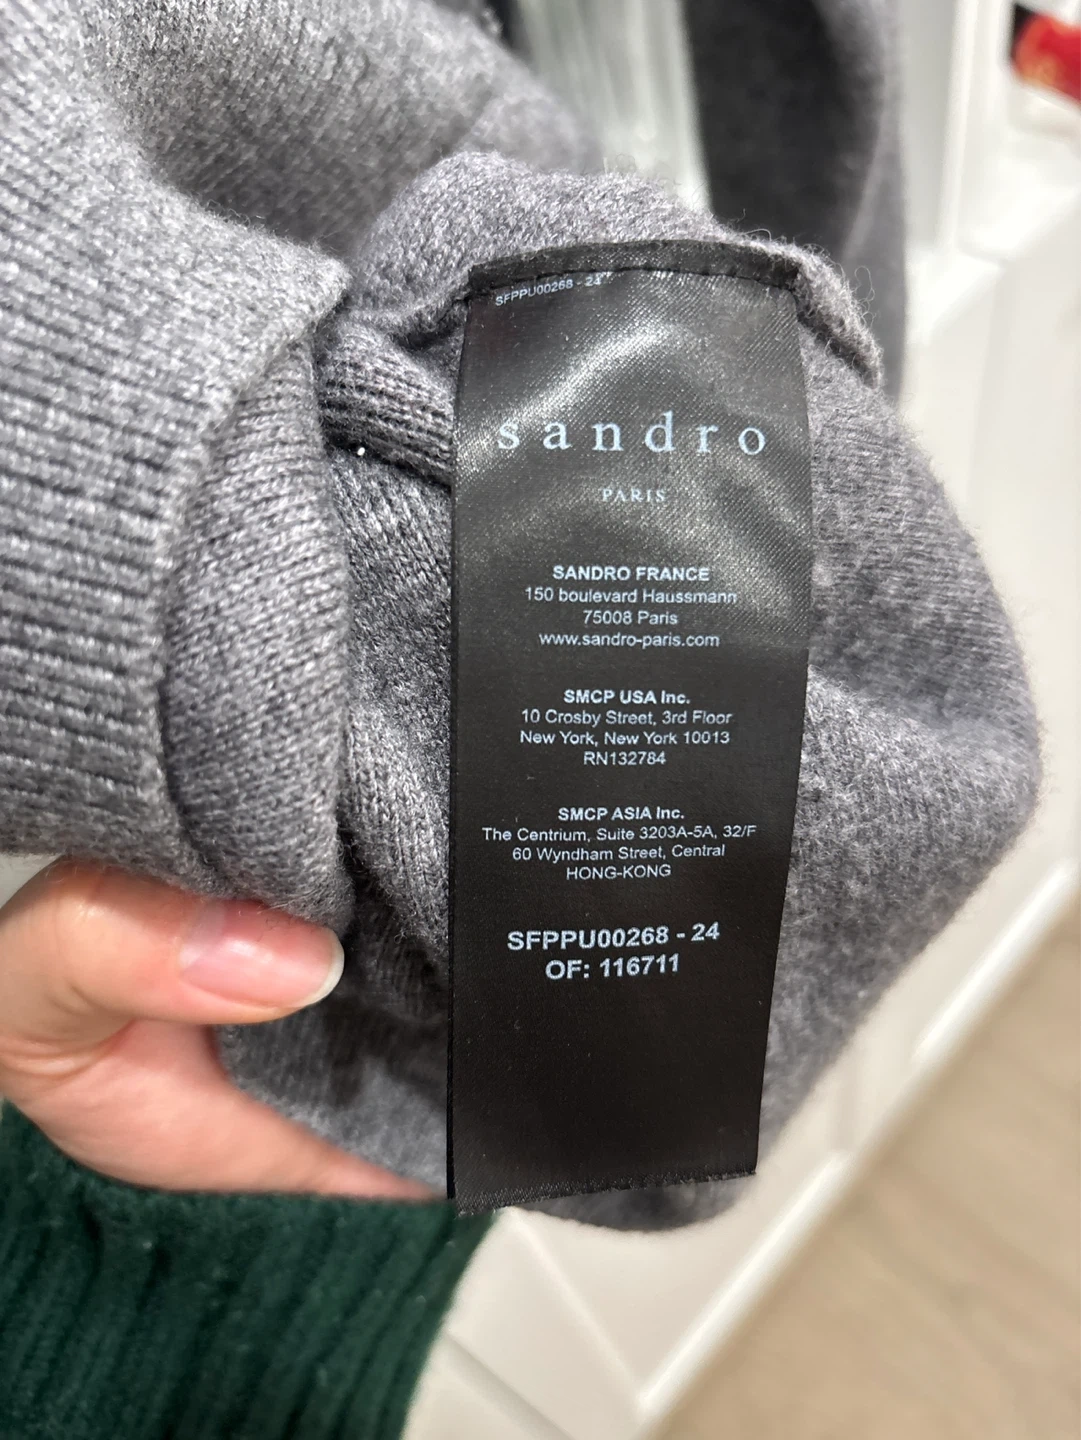 SFPPU00268 - 24
sandro
PARIS
SANDRO FRANCE
150 boulevard Haussmann
75008 Paris
www.sandro-paris.com
SMCP USA Inc.
10 Crosby Street, 3rd Floor
New York, New York 10013
RN132784
SMCP ASIA Inc.
The Centrium, Suite 3203A-5A, 32/F
60 Wyndham Street, Central
HONG-KONG
SFPPU00268 - 24
OF: 116711